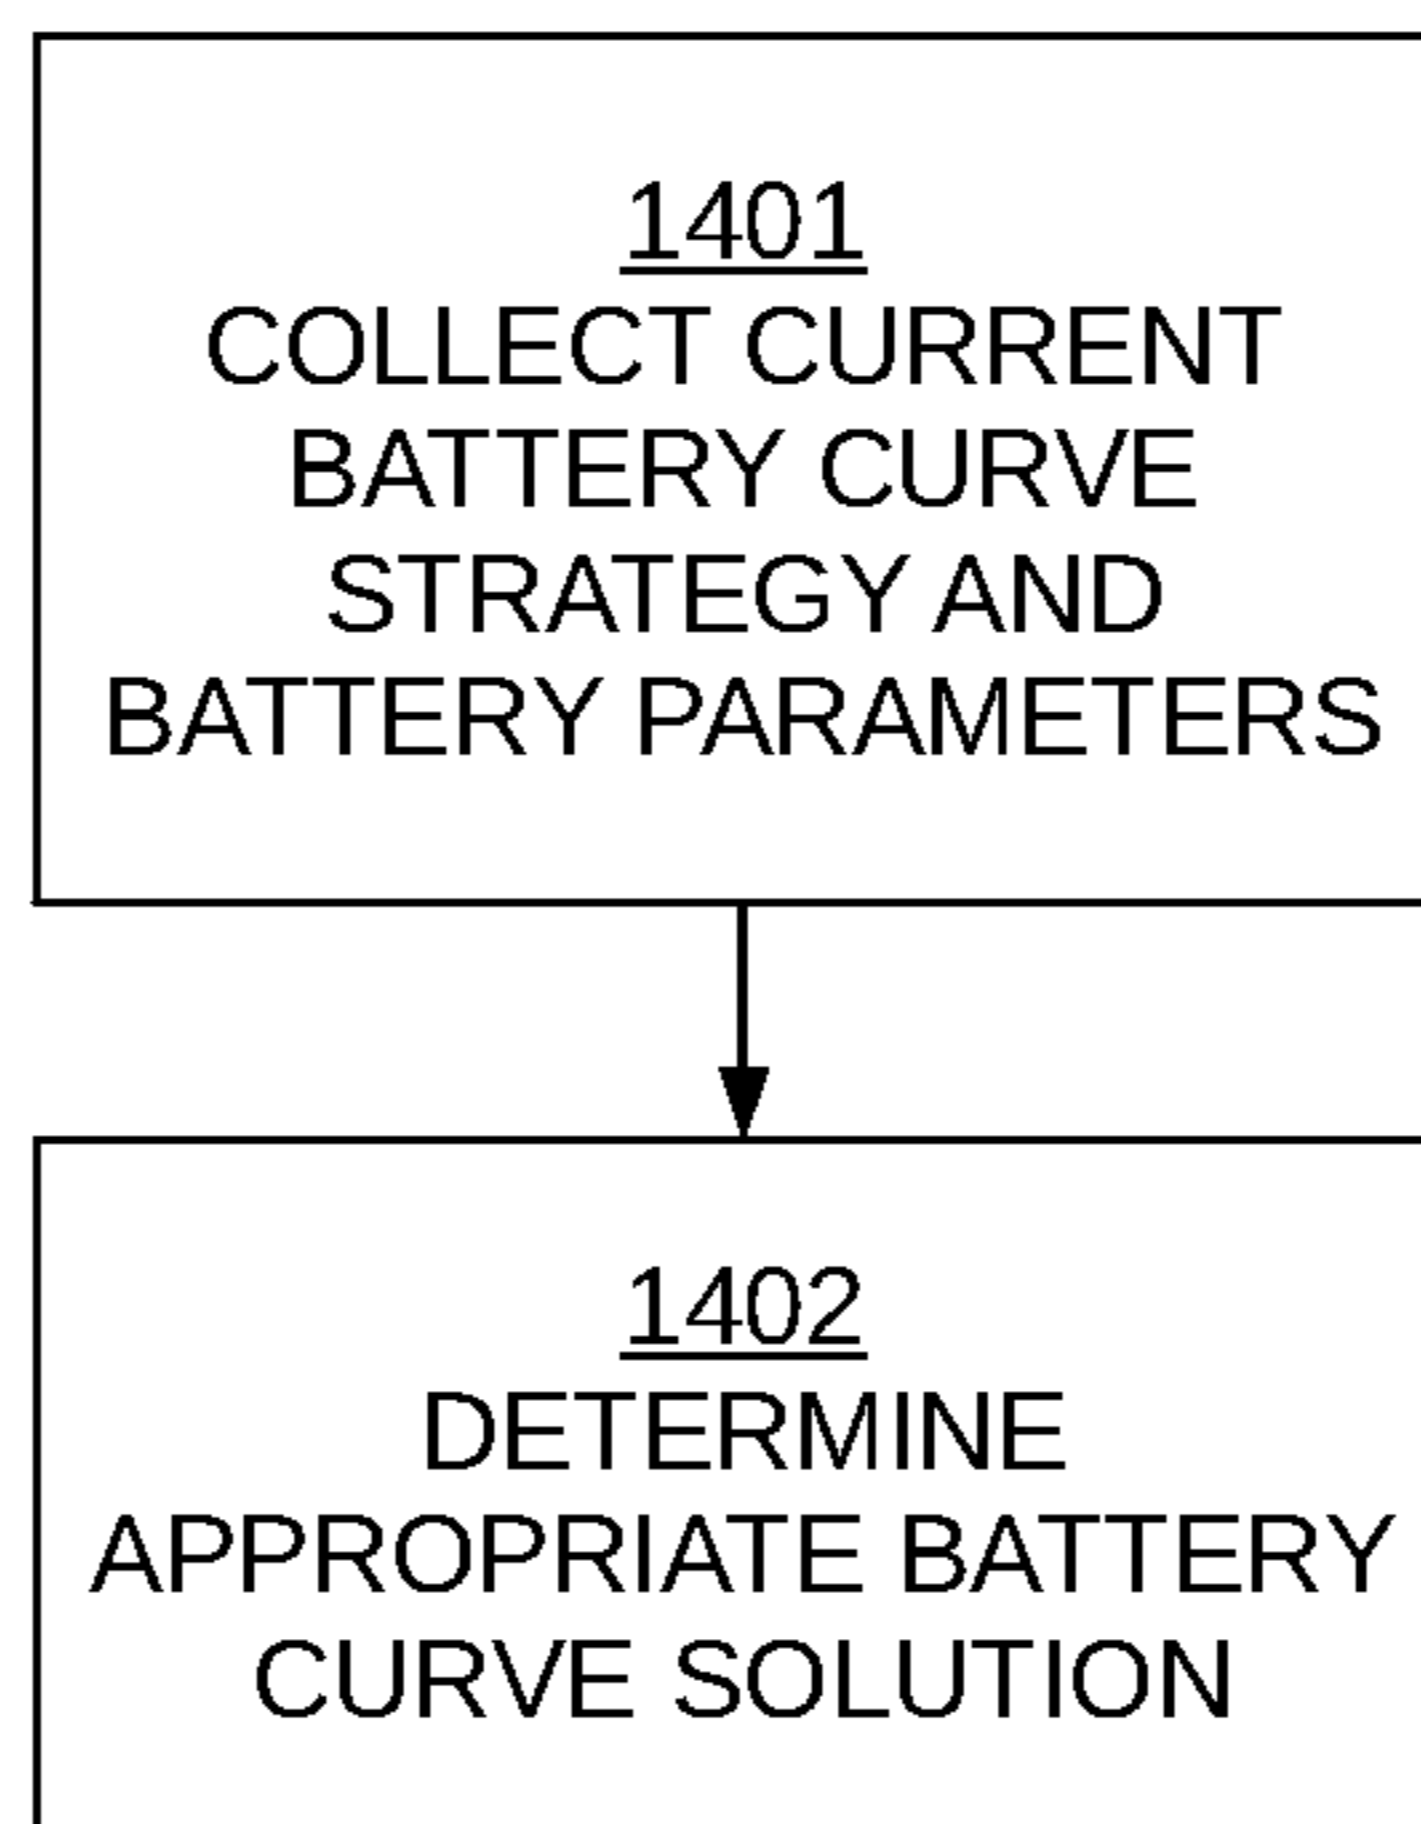 1401
COLLECT CURRENT
BATTERY CURVE
STRATEGY AND
BATTERY PARAMETERS
1402
DETERMINE
APPROPRIATE BATTERY
CURVE SOLUTION